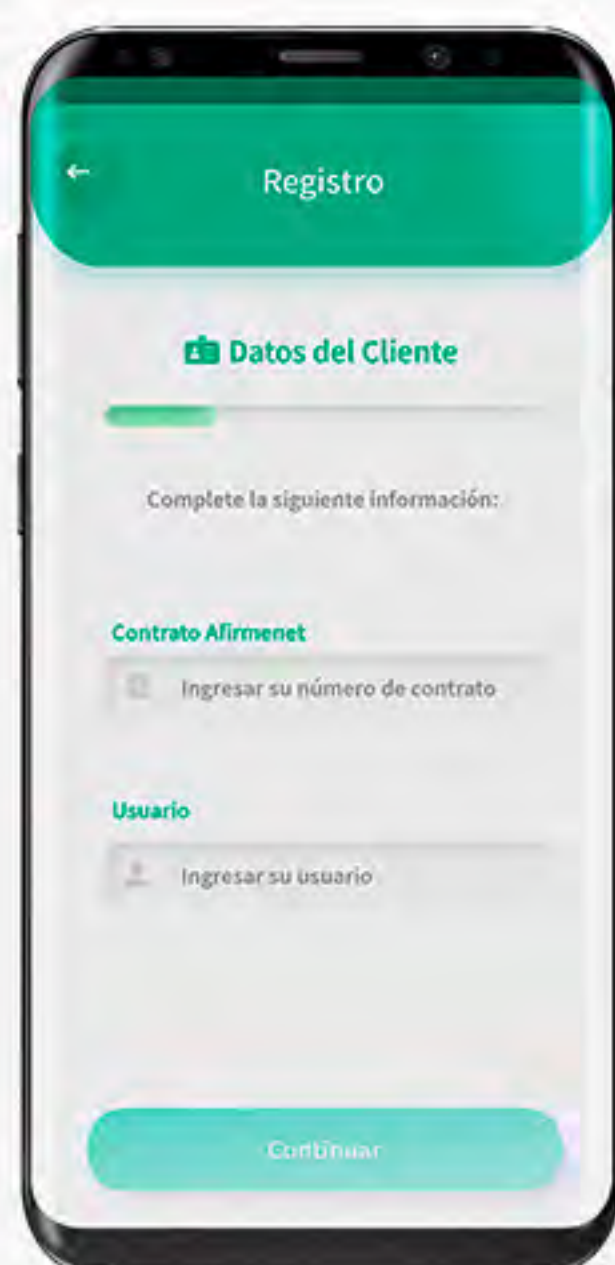 Registro
Datos del Cliente
Complete la siguiente información:
Contrato Afirmenet
Ingresar su número de contrato
Usuario
Ingresar su usuario
Continuar